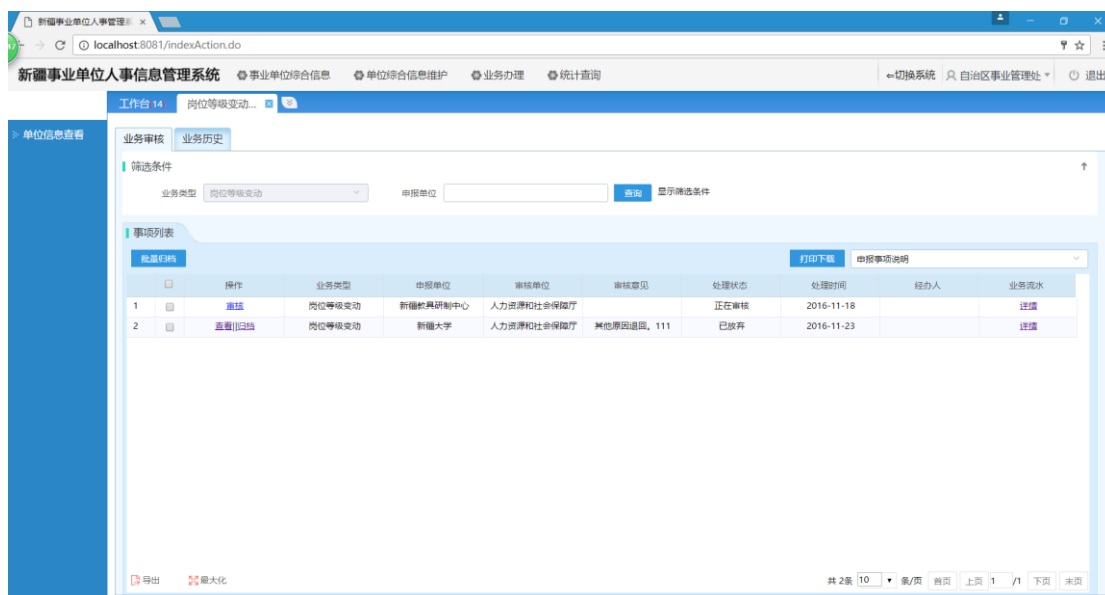 新疆事业单位人事管理系 ×
localhost:8081/indexAction.do
新疆事业单位人事信息管理系统 事业单位综合信息 单位综合信息维护 业务办理 统计查询 切换系统 自治区事业管理处 退出
工作台(14) 岗位等级变动...
单位信息查看
业务审核 业务历史
筛选条件
业务类型 岗位等级变动 申报单位 查询 显示筛选条件
事项列表
批量归档 打印下载 申报事项说明
操作 业务类型 申报单位 审核单位 审核意见 处理状态 处理时间 经办人 业务流水
1 审核 岗位等级变动 新疆教具研制中心 人力资源和社会保障厅 正在审核 2016-11-18 详情
2 查看||归档 岗位等级变动 新疆大学 人力资源和社会保障厅 其他原因退回。111 已放弃 2016-11-23 详情
导出 最大化 共 2条 10 条/页 首页 上页 1 /1 下页 末页